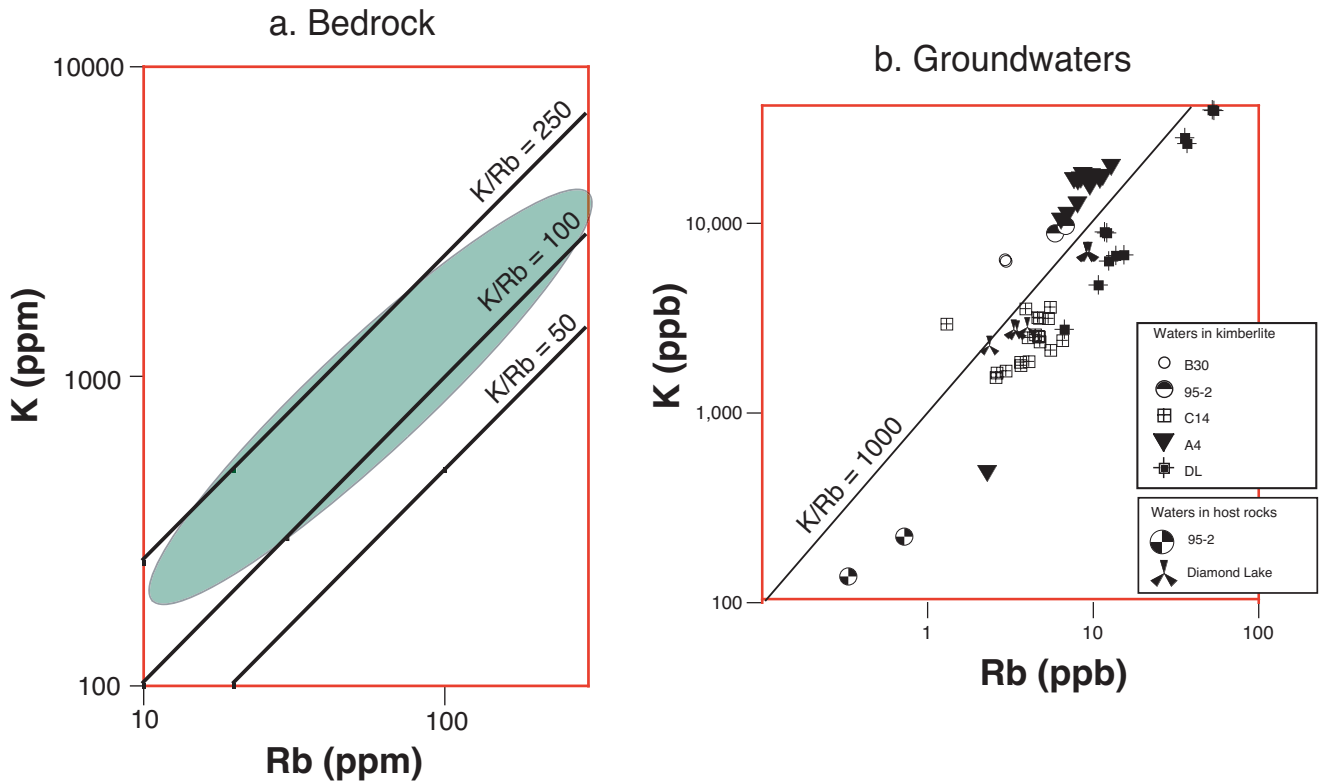 a. Bedrock
10000
1000
100
10
100
K (ppm)
Rb (ppm)
K/Rb = 250
K/Rb = 100
K/Rb = 50
b. Groundwaters
10,000
1,000
100
1
10
100
K (ppb)
Rb (ppb)
K/Rb = 1000
Waters in kimberlite
B30
95-2
C14
A4
DL
Waters in host rocks
95-2
Diamond Lake